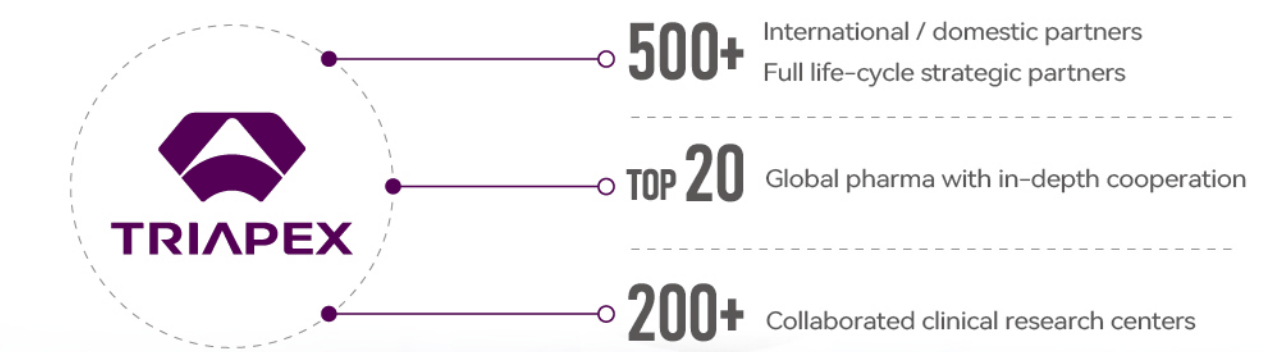 TRIAPEX
500+
International / domestic partners
Full life-cycle strategic partners
TOP 20
Global pharma with in-depth cooperation
200+
Collaborated clinical research centers